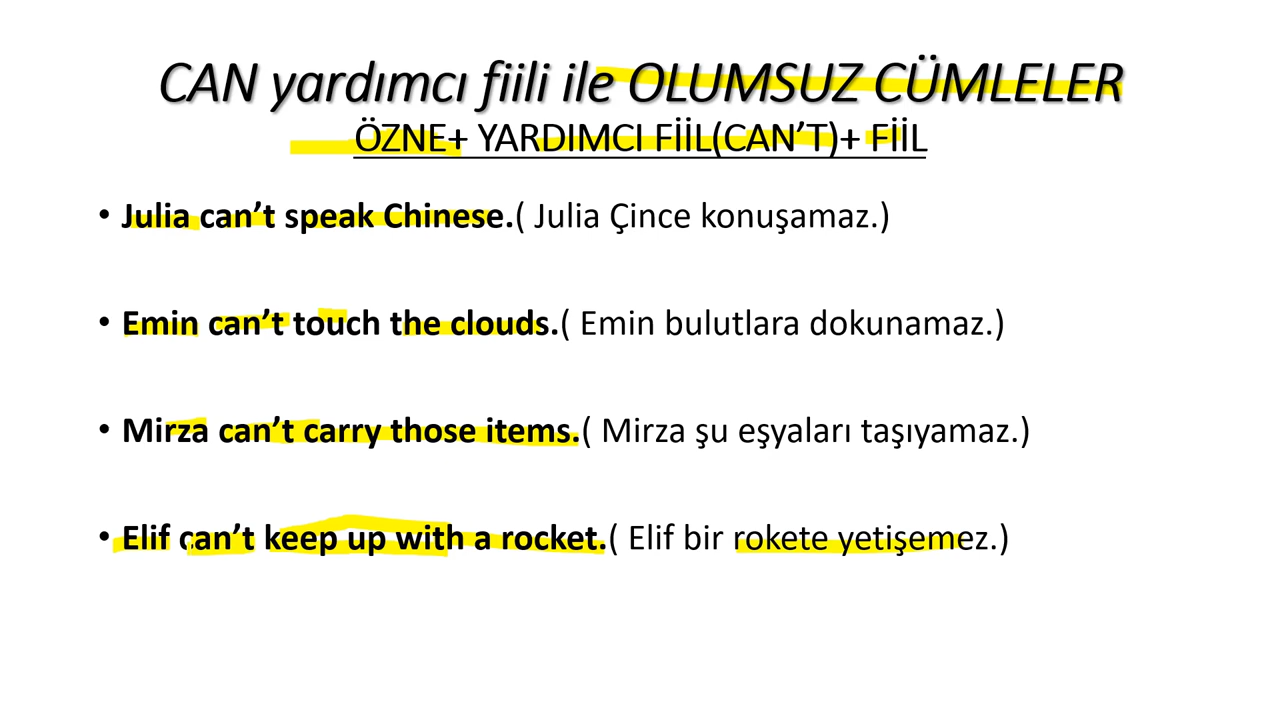 CAN yardımcı fiili ile OLUMSUZ CÜMLELER
ÖZNE+ YARDIMCI FİİL(CAN’T)+ FİİL
• Julia can’t speak Chinese.( Julia Çince konuşamaz.)
• Emin can’t touch the clouds.( Emin bulutlara dokunamaz.)
• Mirza can’t carry those items.( Mirza şu eşyaları taşıyamaz.)
• Elif can’t keep up with a rocket.( Elif bir rokete yetişemez.)